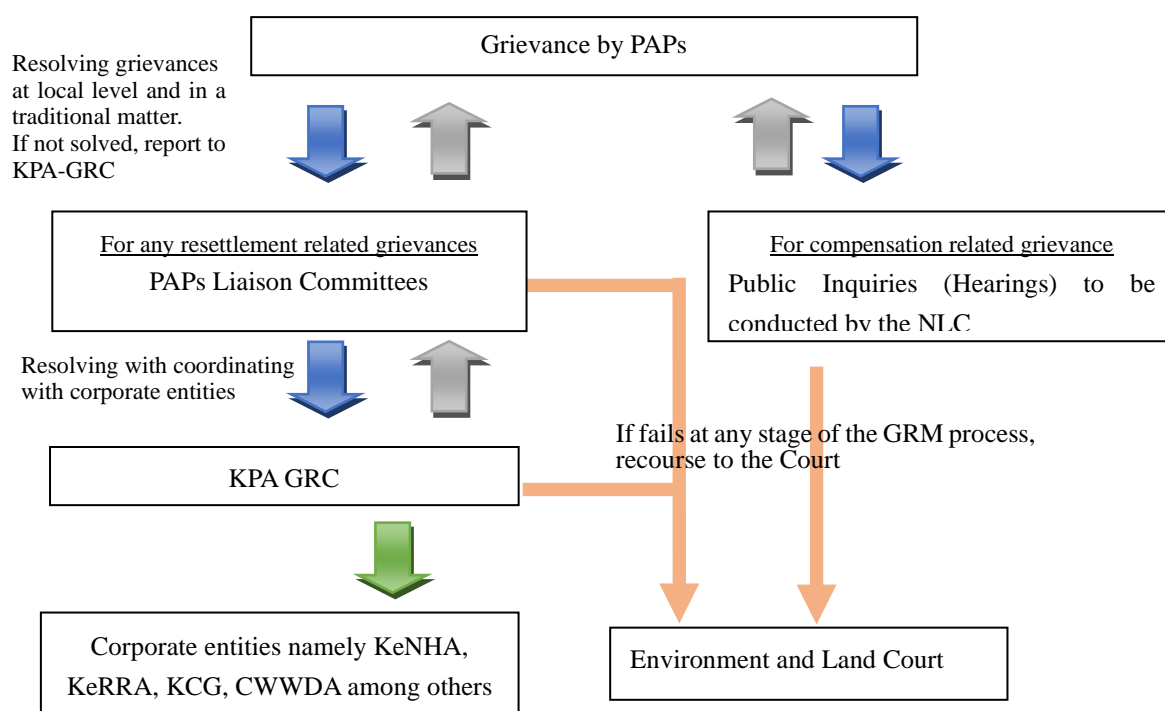 Grievance by PAPs
Resolving grievances
at local level and in a
traditional matter.
If not solved, report to
KPA-GRC
For any resettlement related grievances
PAPs Liaison Committees
For compensation related grievance
Public Inquiries (Hearings) to be
conducted by the NLC
Resolving with coordinating
with corporate entities
If fails at any stage of the GRM process,
recourse to the Court
KPA GRC
Corporate entities namely KeNHA,
KeRRA, KCG, CWWDA among others
Environment and Land Court